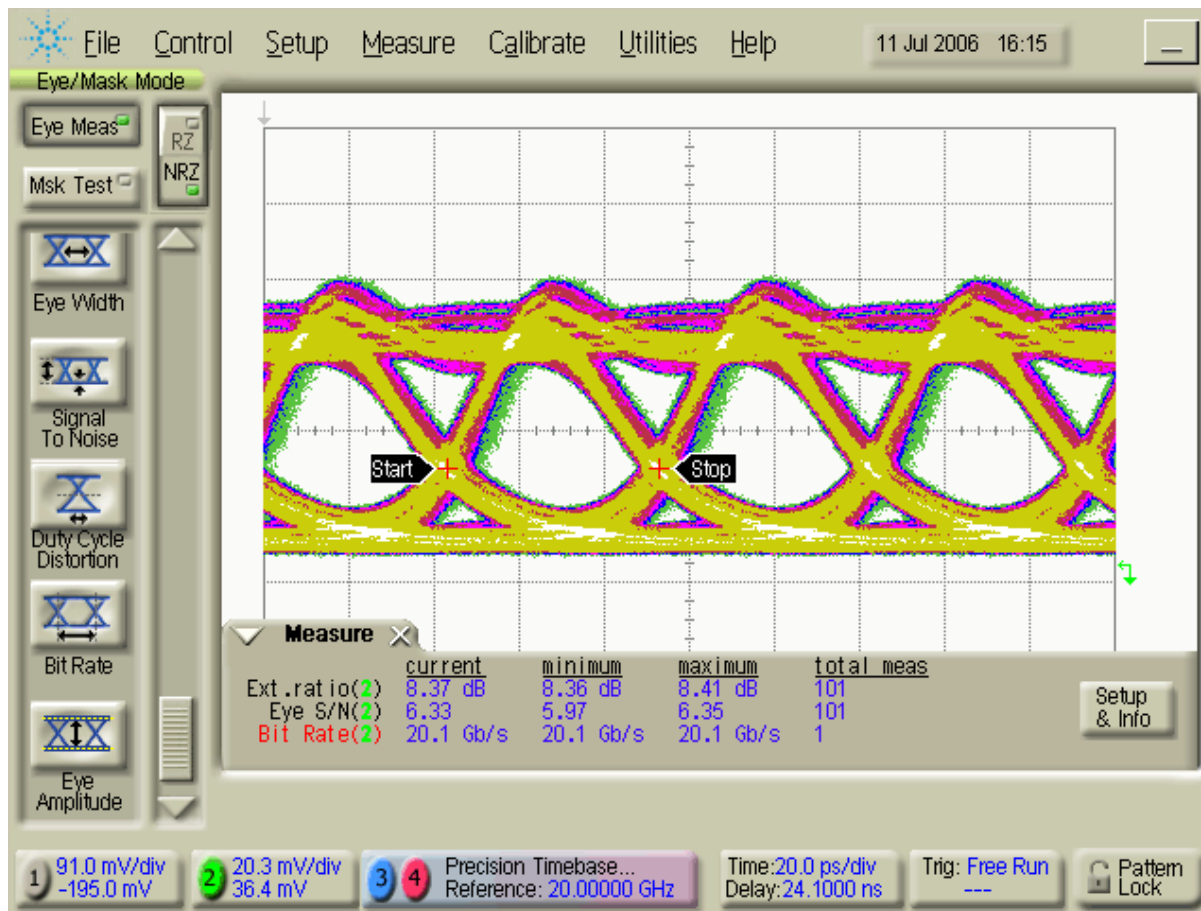 File Control Setup Measure Calibrate Utilities Help 11 Jul 2006 16:15
Eye/Mask Mode
Eye Meas
RZ
NRZ
Msk Test
Eye Width
Signal
To Noise
Duty Cycle
Distortion
Bit Rate
Eye
Amplitude
Start
Stop
Measure
current minimum maximum total meas
Ext.ratio(2) 8.37 dB 8.36 dB 8.41 dB 101
Eye S/N(2) 6.33 5.97 6.35 101
Bit Rate(2) 20.1 Gb/s 20.1 Gb/s 20.1 Gb/s 1
Setup
& Info
1 91.0 mV/div
-195.0 mV
2 20.3 mV/div
36.4 mV
3 4 Precision Timebase...
Reference: 20.00000 GHz
Time:20.0 ps/div
Delay:24.1000 ns
Trig: Free Run
---
Pattern
Lock